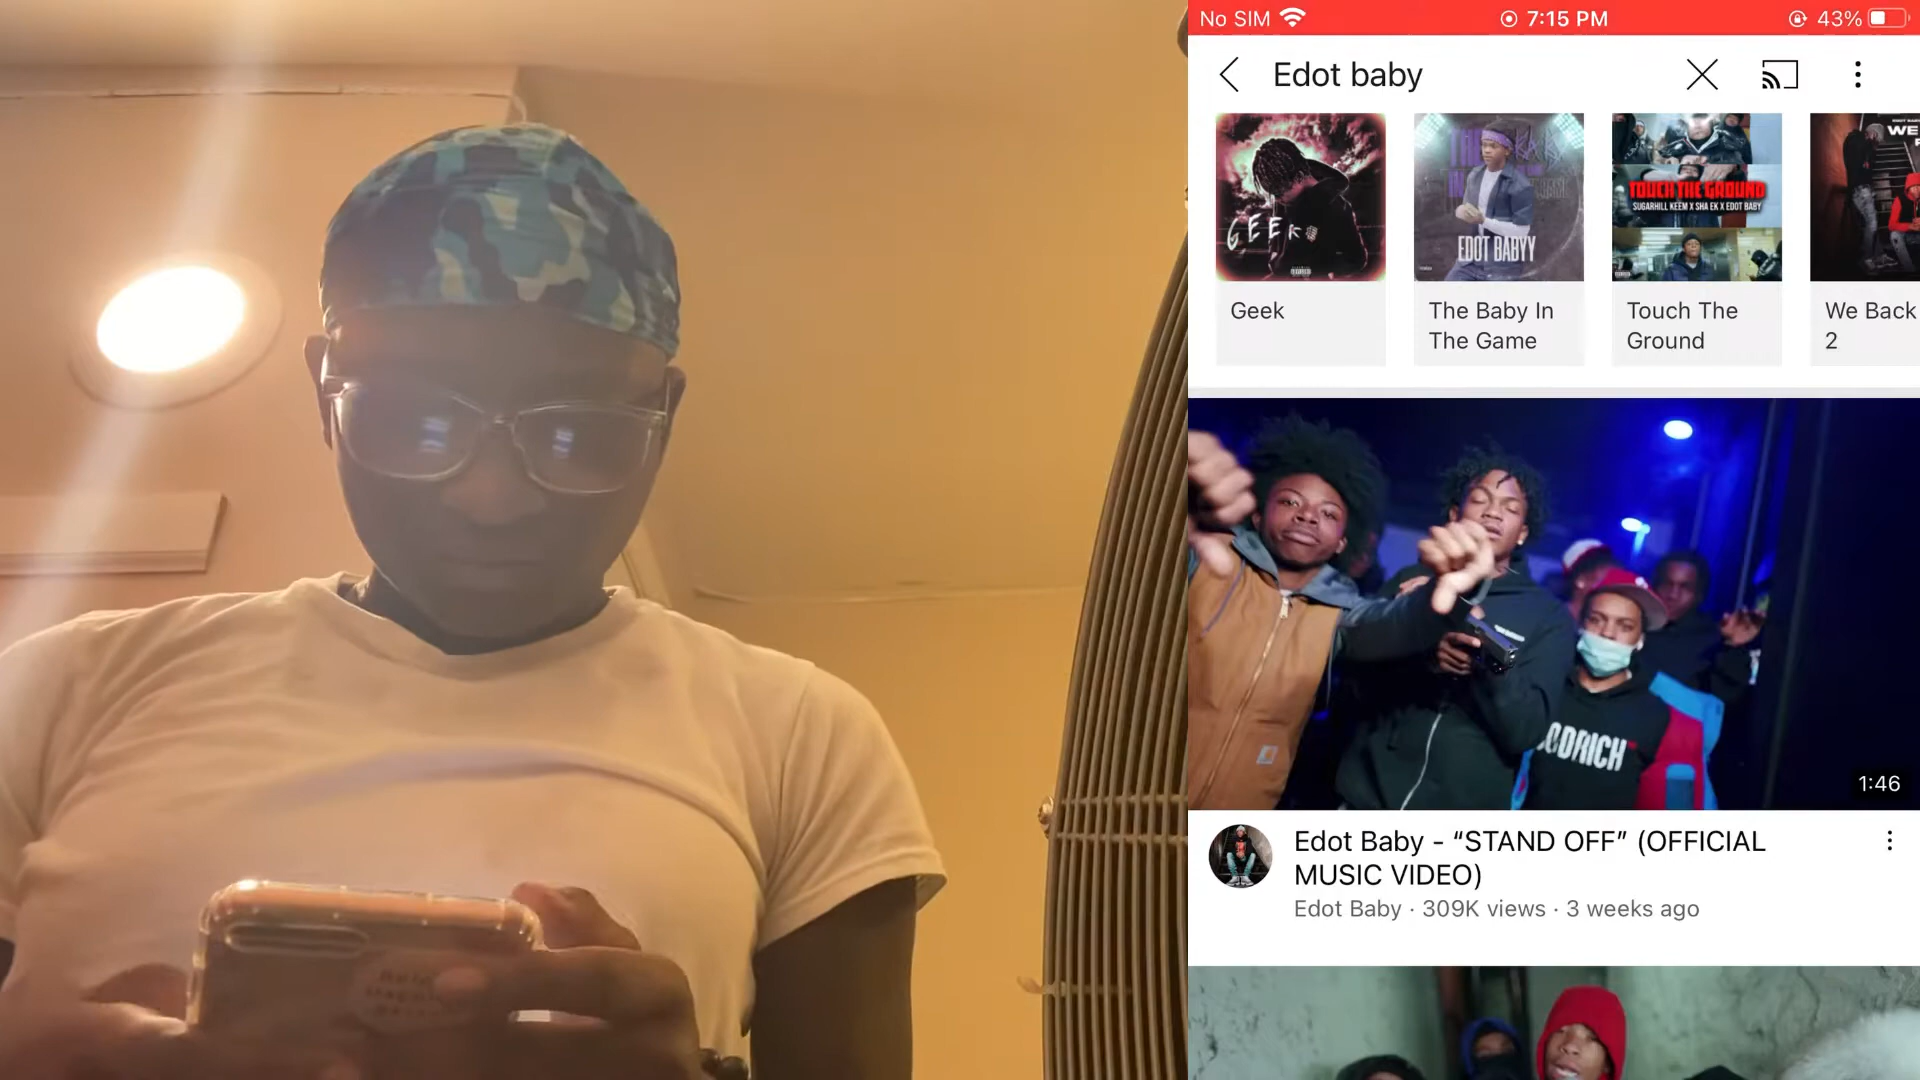 No SIM
7:15 PM
43%
Edot baby
GEEK
EDOT BABYY
TOUCH THE GROUND
SUGARHILL KEEM X SHA EK X EDOT BABY
WE
Geek
The Baby In
The Game
Touch The
Ground
We Back
2
OODRICH
1:46
Edot Baby - “STAND OFF” (OFFICIAL
MUSIC VIDEO)
Edot Baby · 309K views · 3 weeks ago